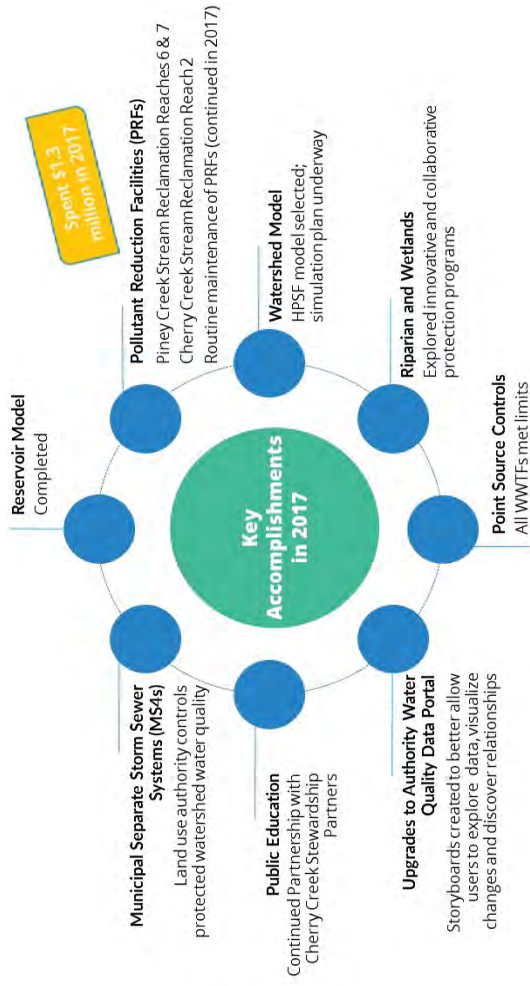 Key
Accomplishments
in 2017
Reservoir Model
Completed
Spent $1.3
million in 2017
Pollutant Reduction Facilities (PRFs)
Piney Creek Stream Reclamation Reaches 6 & 7
Cherry Creek Stream Reclamation Reach 2
Routine maintenance of PRFs (continued in 2017)
Watershed Model
HPSF model selected;
simulation plan underway
Riparian and Wetlands
Explored innovative and collaborative
protection programs
Point Source Controls
All WWTFs met limits
Upgrades to Authority Water
Quality Data Portal
Storyboards created to better allow
users to explore data, visualize
changes and discover relationships
Public Education
Continued Partnership with
Cherry Creek Stewardship
Partners
Municipal Separate Storm Sewer
Systems (MS4s)
Land use authority controls
protected watershed water quality